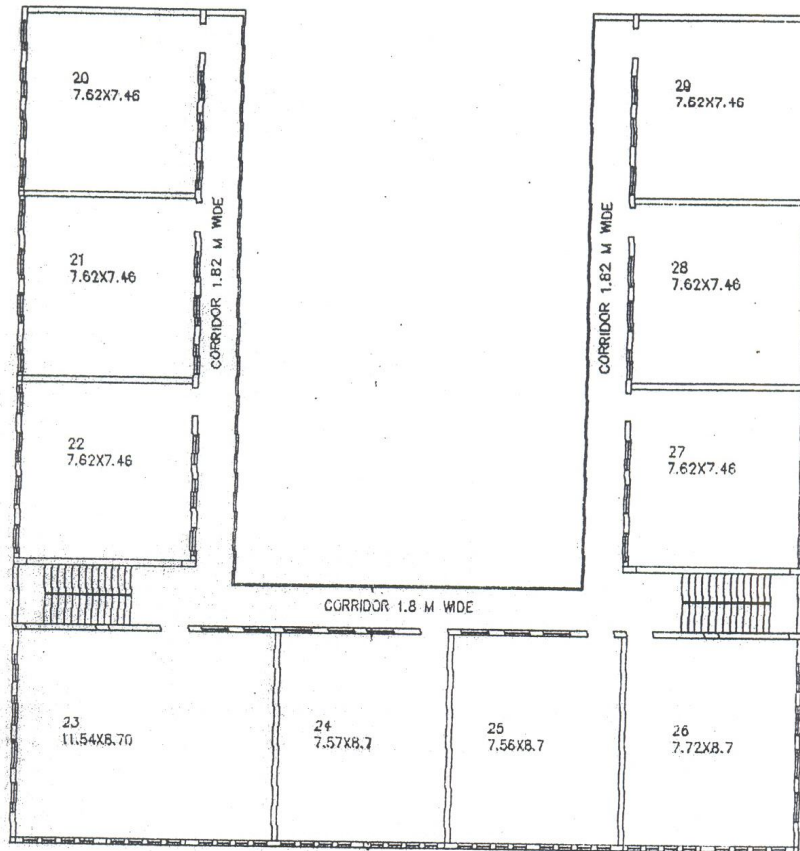 20
7.62X7.46
29
7.62X7.46
CORRIDOR 1.82 M WIDE
CORRIDOR 1.82 M WIDE
21
7.62X7.46
28
7.62X7.46
22
7.62X7.46
27
7.62X7.46
CORRIDOR 1.8 M WIDE
23
11.54X8.70
24
7.57X8.7
25
7.56X8.7
26
7.72X8.7